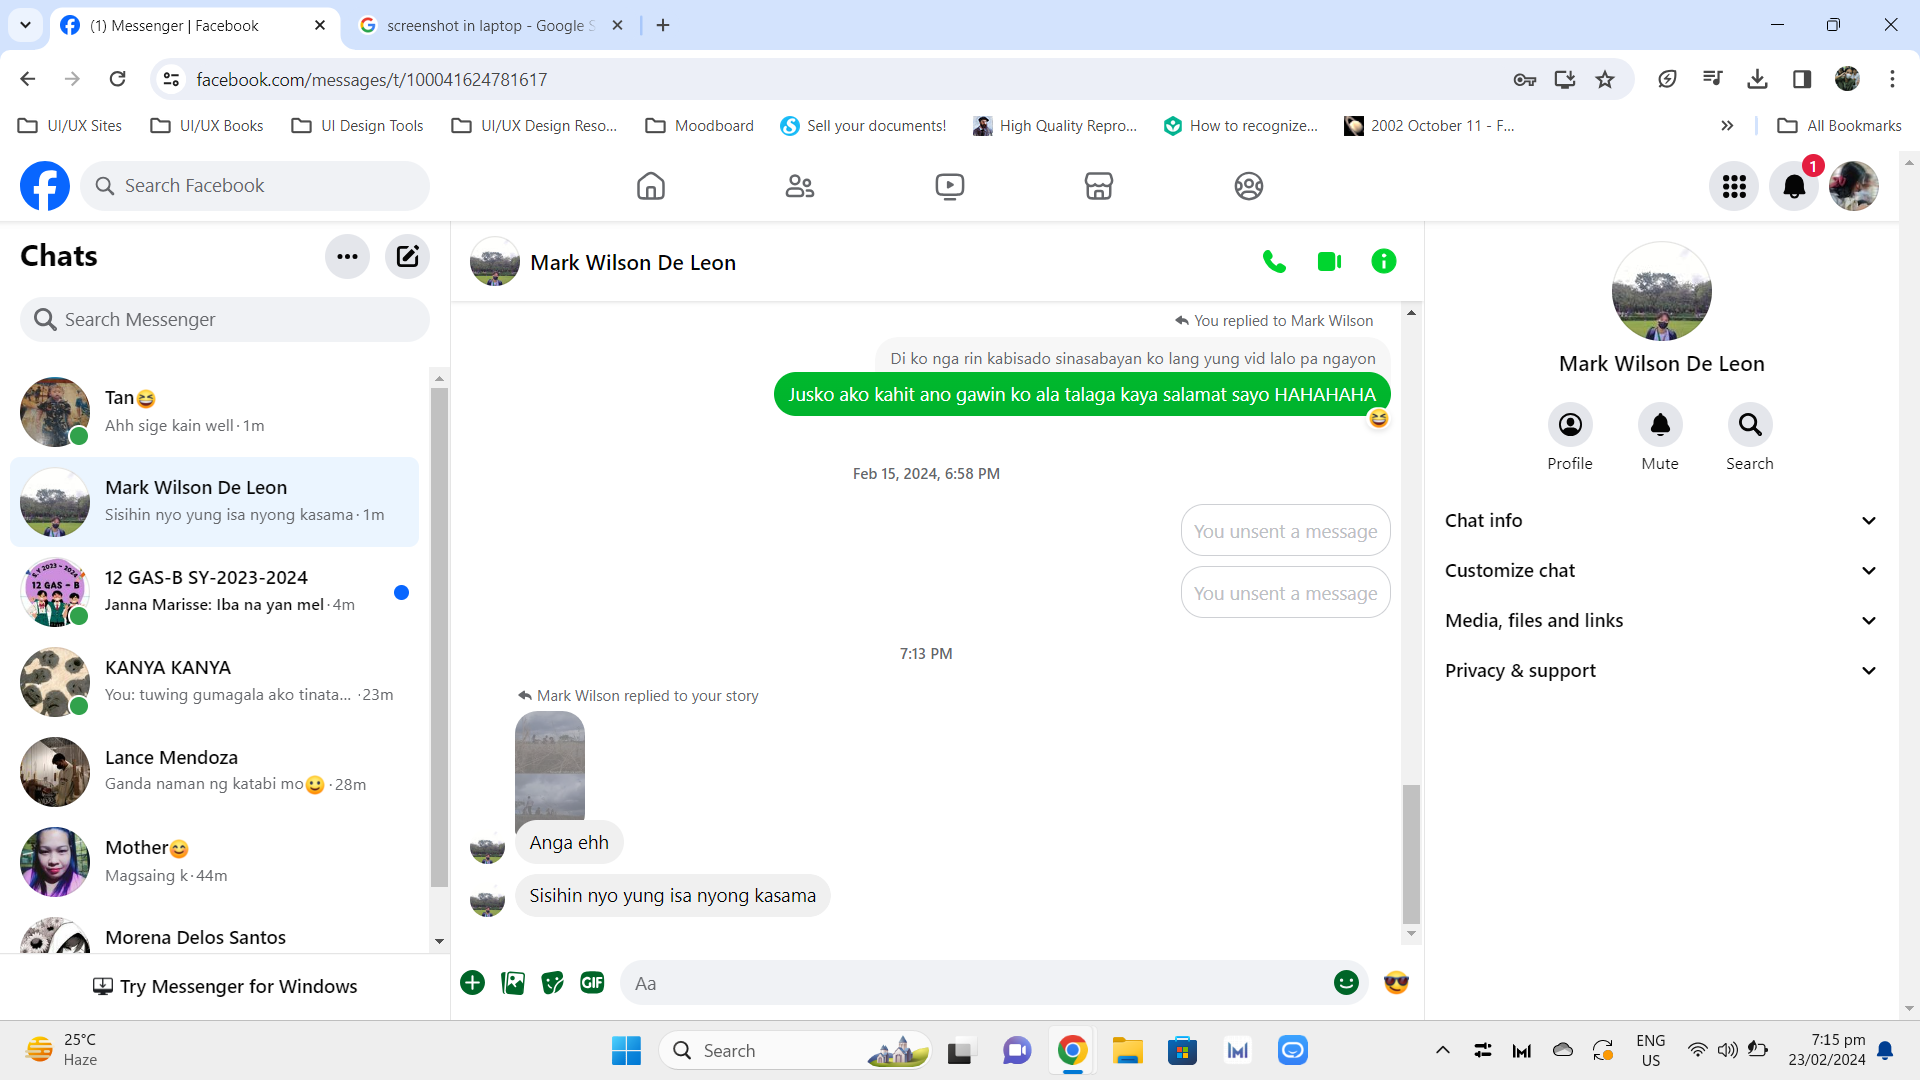 (1) Messenger | Facebook
screenshot in laptop - Google S
facebook.com/messages/t/100041624781617
UI/UX Sites
UI/UX Books
UI Design Tools
UI/UX Design Reso...
Moodboard
Sell your documents!
High Quality Repro...
How to recognize...
2002 October 11 - F...
All Bookmarks
Search Facebook
1
Chats
Search Messenger
Tan😆
Ahh sige kain well · 1m
Mark Wilson De Leon
Sisihin nyo yung isa nyong kasama · 1m
S.Y 2023 - 2024
12 GAS - B
12 GAS-B SY-2023-2024
Janna Marisse: Iba na yan mel · 4m
KANYA KANYA
You: tuwing gumagala ako tinata... · 23m
Lance Mendoza
Ganda naman ng katabi mo🙂 · 28m
Mother😊
Magsaing k · 44m
Morena Delos Santos
Try Messenger for Windows
Mark Wilson De Leon
You replied to Mark Wilson
Di ko nga rin kabisado sinasabayan ko lang yung vid lalo pa ngayon
Jusko ako kahit ano gawin ko ala talaga kaya salamat sayo HAHAHAHA
Feb 15, 2024, 6:58 PM
You unsent a message
You unsent a message
7:13 PM
Mark Wilson replied to your story
Anga ehh
Sisihin nyo yung isa nyong kasama
GIF
Aa
Mark Wilson De Leon
Profile
Mute
Search
Chat info
Customize chat
Media, files and links
Privacy & support
25°C
Haze
Search
ENG
US
7:15 pm
23/02/2024